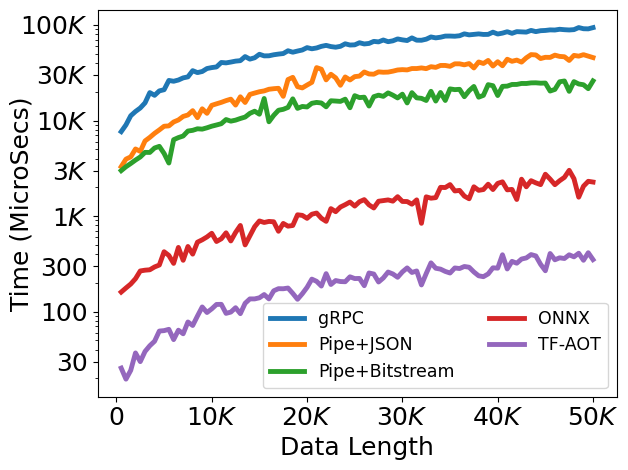 100K
30K
10K
3K
1K
300
100
30
Time (MicroSecs)
gRPC
Pipe+JSON
Pipe+Bitstream
ONNX
TF-AOT
0 10K 20K 30K 40K 50K
Data Length